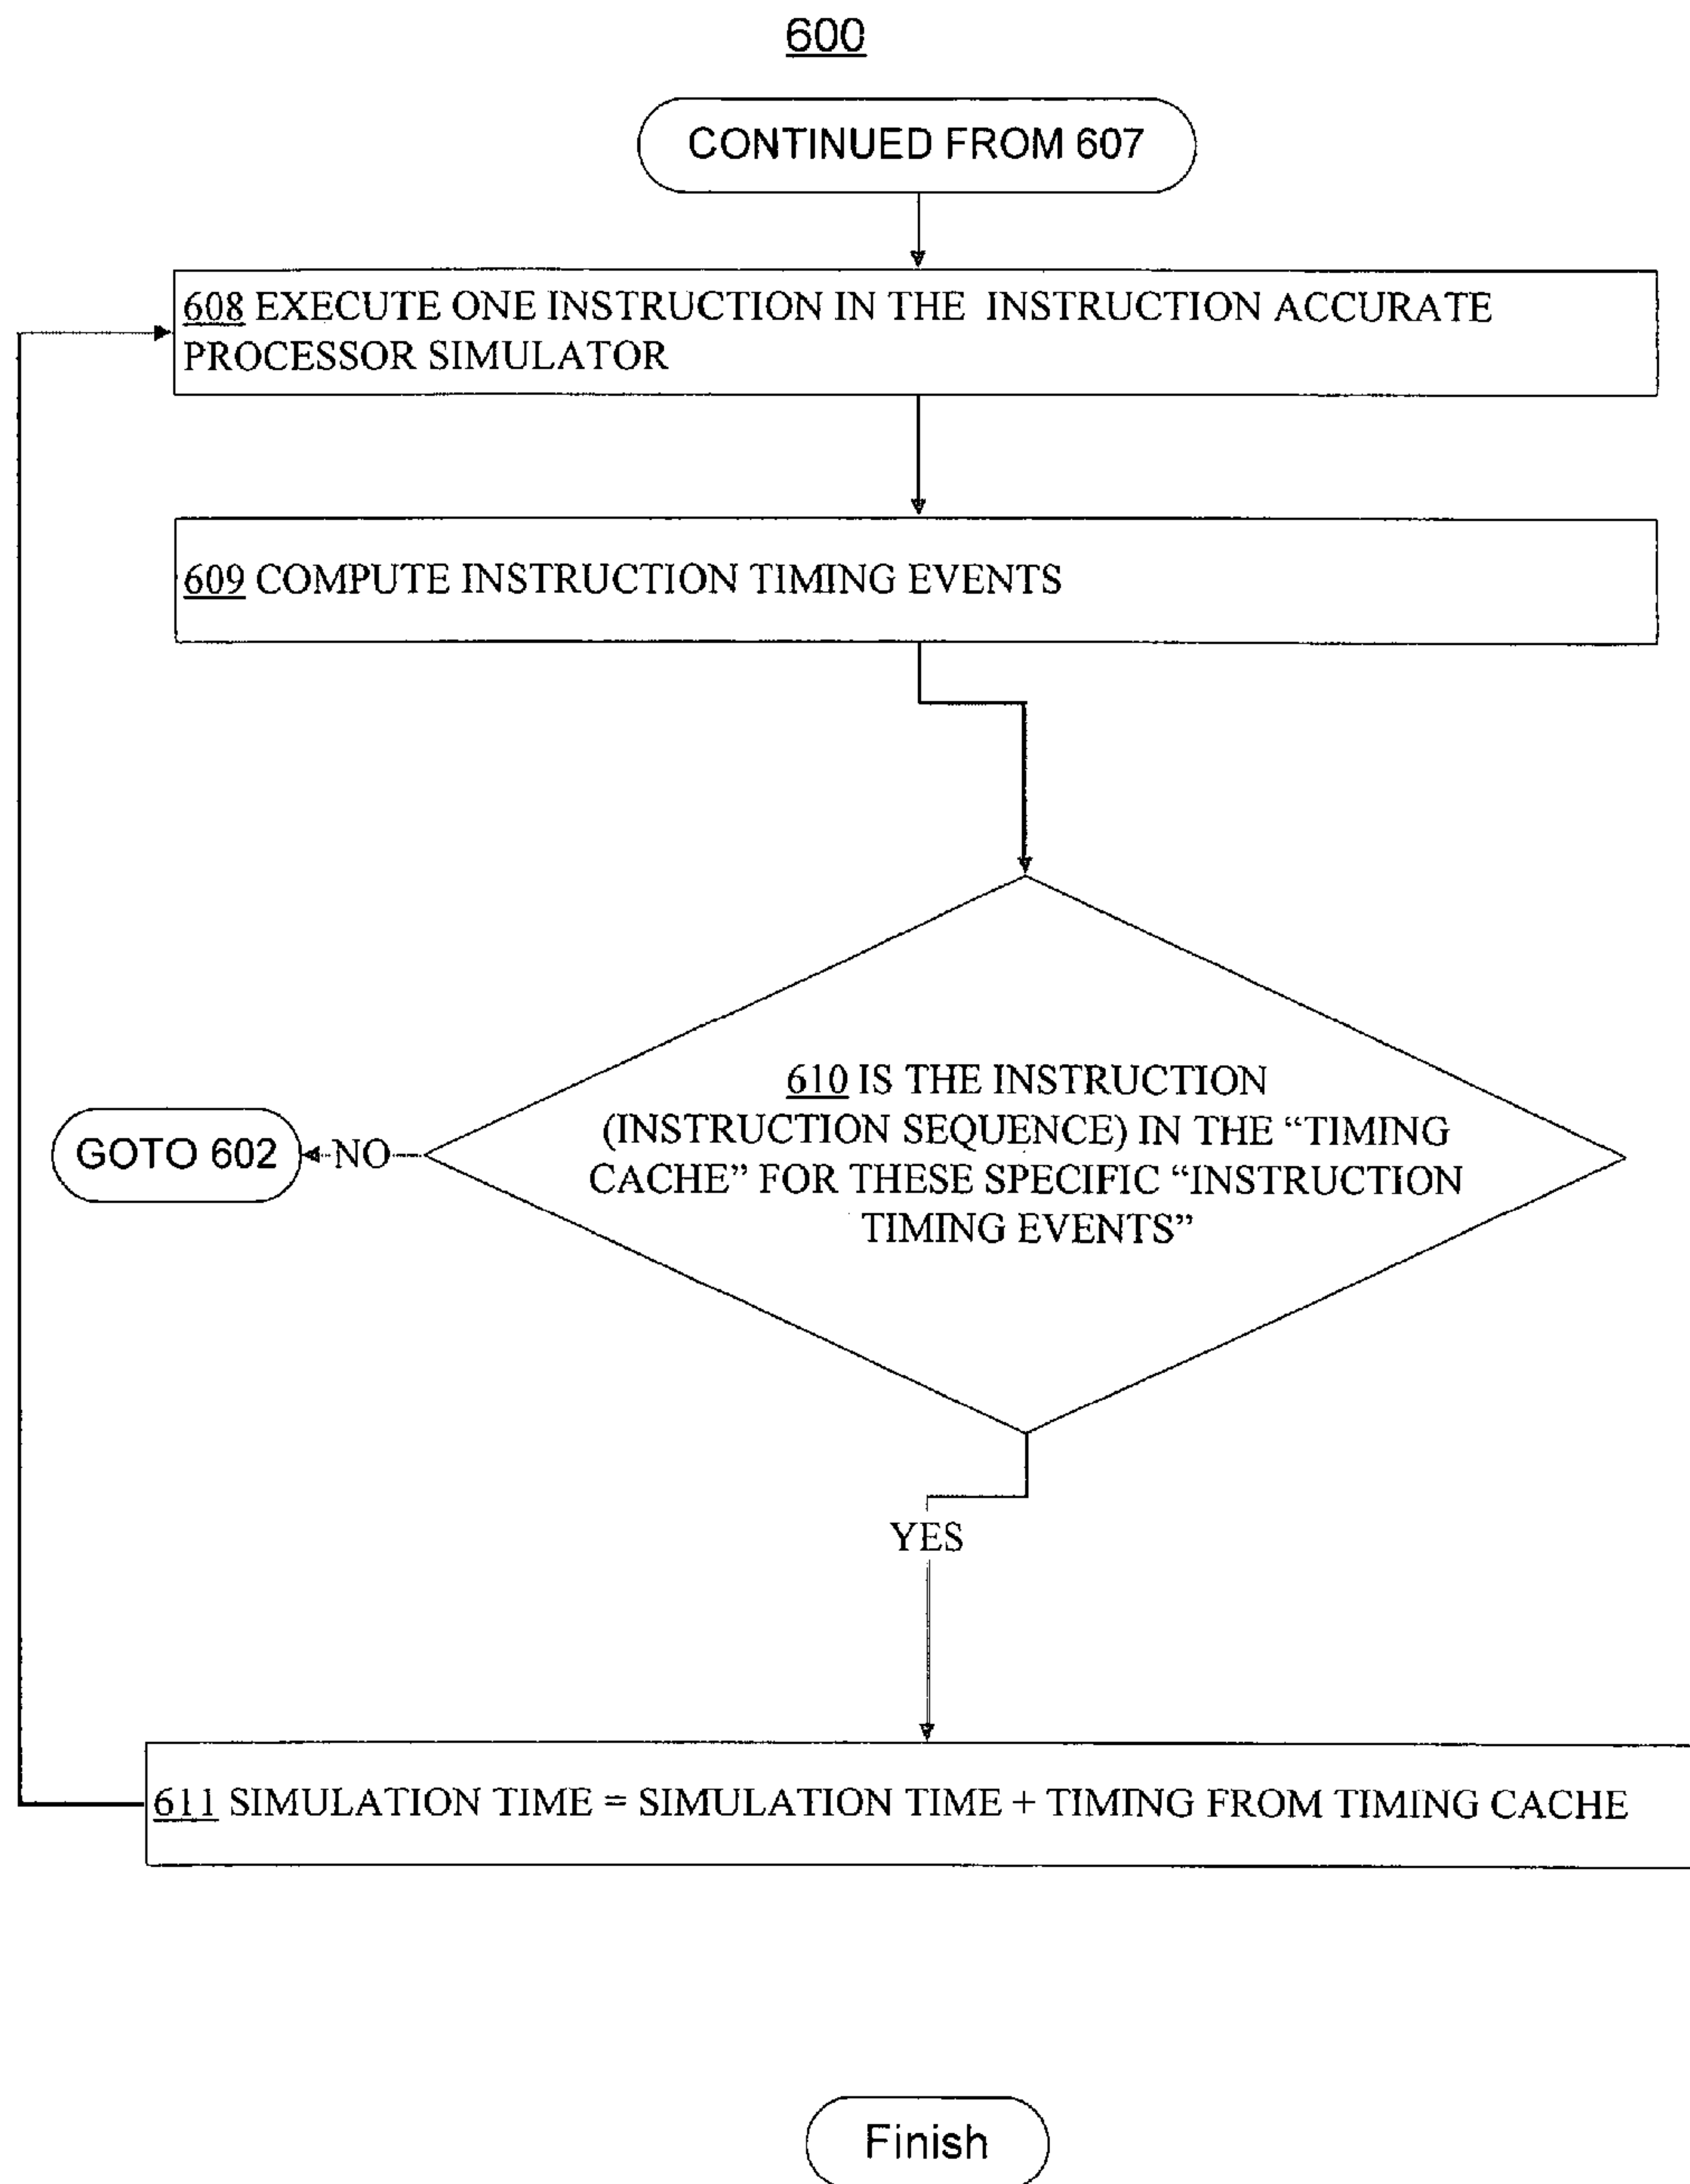 600
CONTINUED FROM 607
608 EXECUTE ONE INSTRUCTION IN THE INSTRUCTION ACCURATE
PROCESSOR SIMULATOR
609 COMPUTE INSTRUCTION TIMING EVENTS
610 IS THE INSTRUCTION
(INSTRUCTION SEQUENCE) IN THE “TIMING
CACHE” FOR THESE SPECIFIC “INSTRUCTION
TIMING EVENTS”
GOTO 602
NO
YES
611 SIMULATION TIME = SIMULATION TIME + TIMING FROM TIMING CACHE
Finish